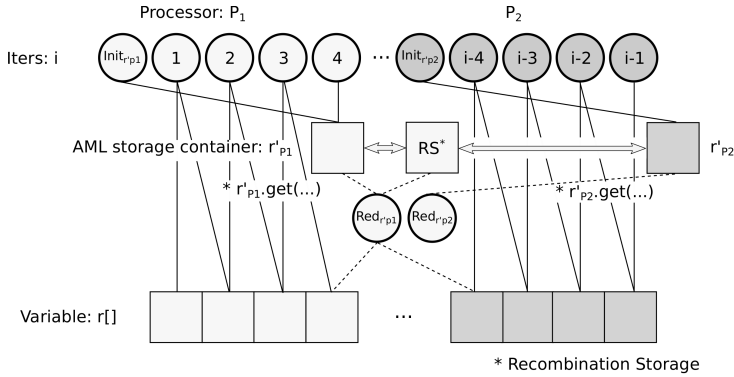 Processor: P1 P2
Iters: i Initr'p1 1 2 3 4 ... Initr'p2 i-4 i-3 i-2 i-1
AML storage container: r'P1 RS* r'P2
* r'P1.get(...) * r'P2.get(...)
Redr'p1 Redr'p2
Variable: r[] ...
* Recombination Storage